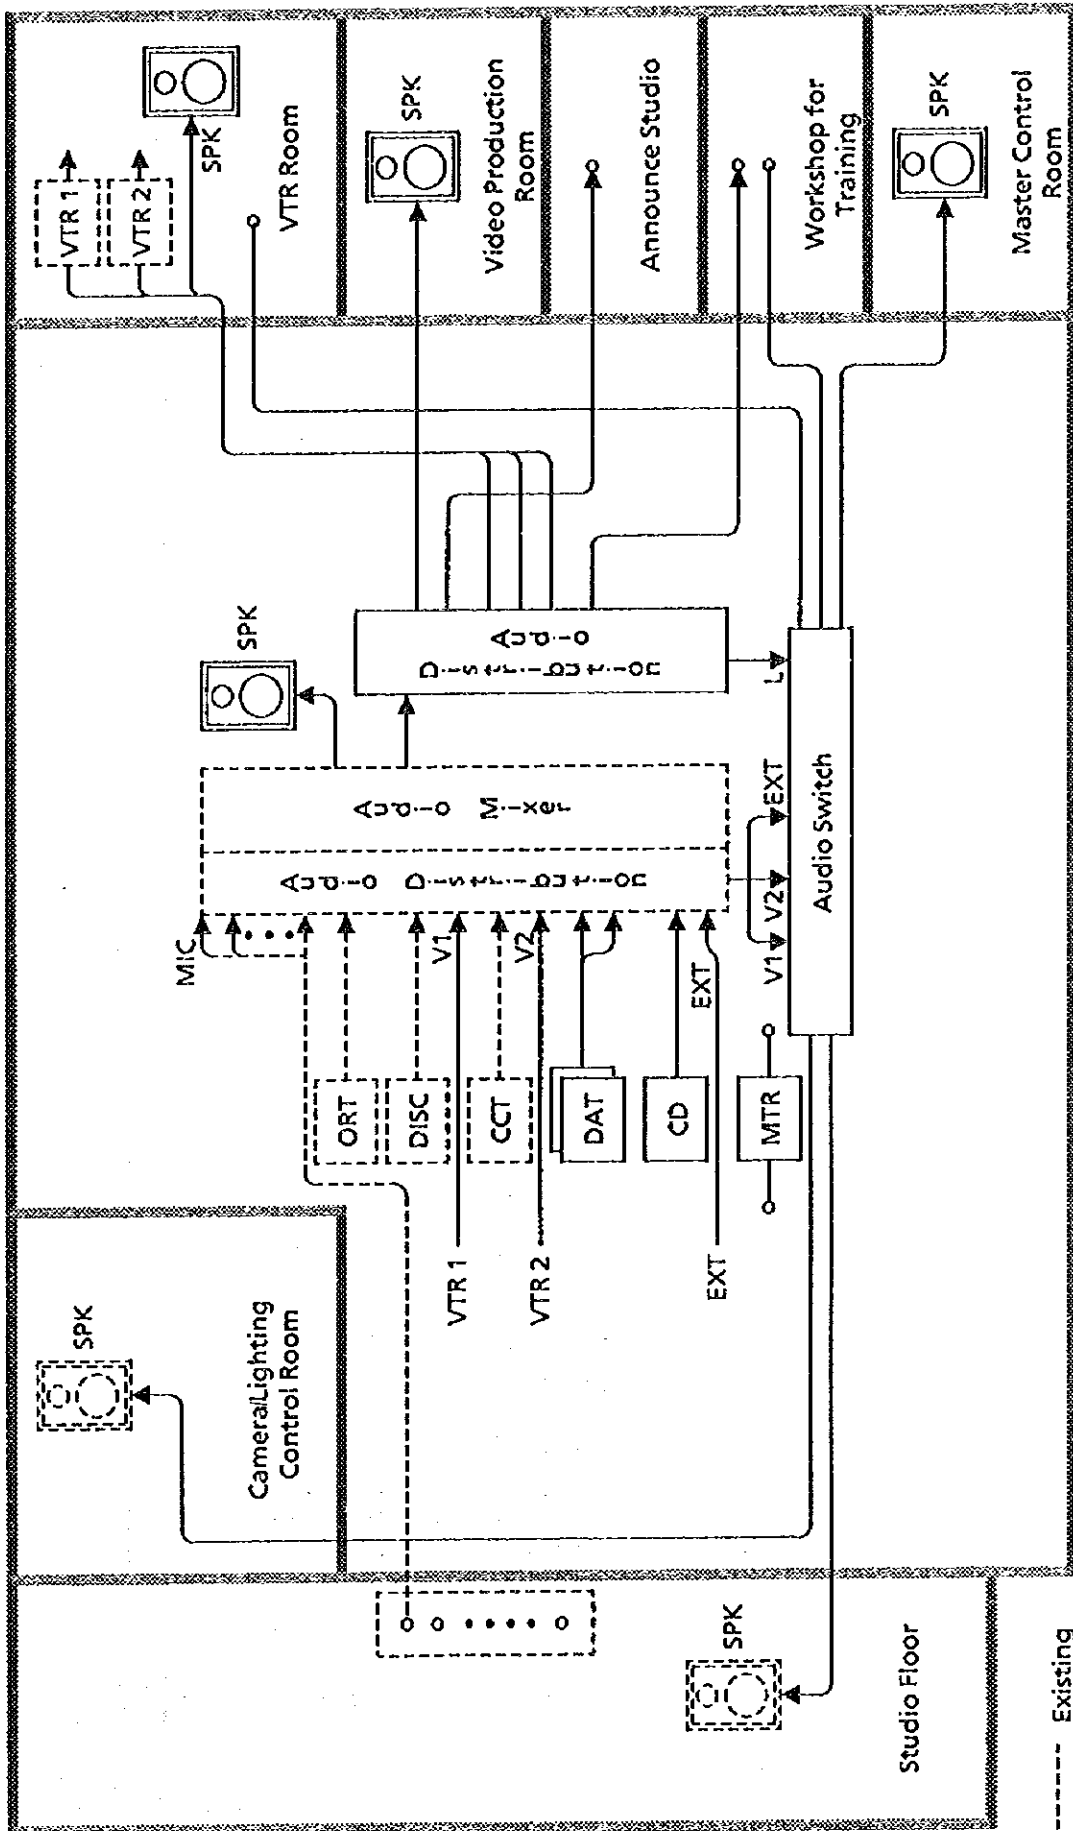 SPK
Camera/Lighting
Control Room
Studio Floor
SPK
Existing
MIC
ORT
DISC
CCT
DAT
CD
MTR
VTR 1
VTR 2
EXT
V1
V2
EXT
Audio Distribution
Audio Mixer
SPK
Audio
Distribution
V1
V2
EXT
L
Audio Switch
VTR 1
VTR 2
SPK
VTR Room
SPK
Video Production
Room
Announce Studio
Workshop for
Training
SPK
Master Control
Room